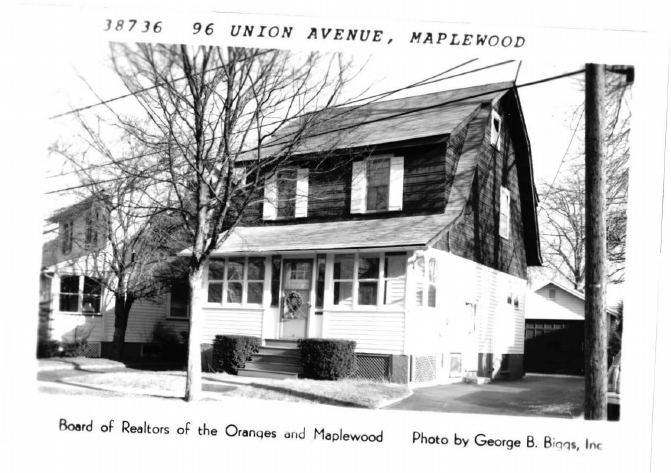 38736 96 UNION AVENUE, MAPLEWOOD
Board of Realtors of the Oranges and Maplewood Photo by George B. Biggs, Inc